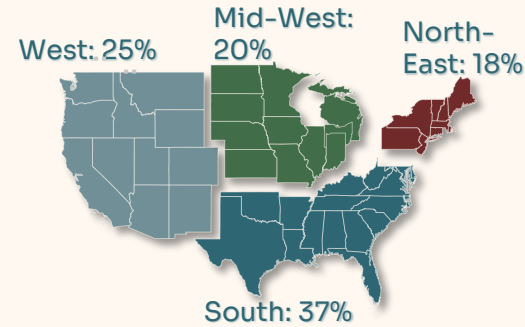 Mid-West:
20%
North-
East: 18%
West: 25%
South: 37%